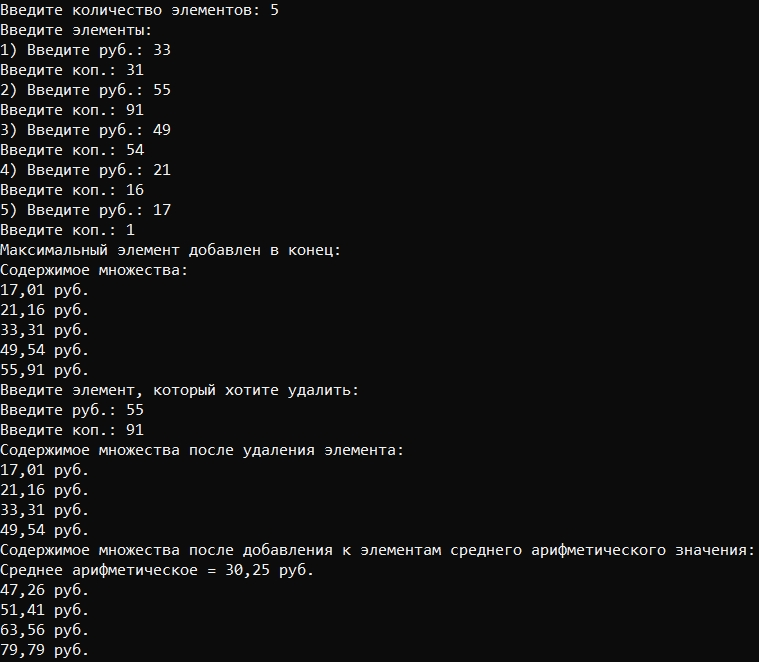 Введите количество элементов: 5
Введите элементы:
1) Введите руб.: 33
Введите коп.: 31
2) Введите руб.: 55
Введите коп.: 91
3) Введите руб.: 49
Введите коп.: 54
4) Введите руб.: 21
Введите коп.: 16
5) Введите руб.: 17
Введите коп.: 1
Максимальный элемент добавлен в конец:
Содержимое множества:
17,01 руб.
21,16 руб.
33,31 руб.
49,54 руб.
55,91 руб.
Введите элемент, который хотите удалить:
Введите руб.: 55
Введите коп.: 91
Содержимое множества после удаления элемента:
17,01 руб.
21,16 руб.
33,31 руб.
49,54 руб.
Содержимое множества после добавления к элементам среднего арифметического значения:
Среднее арифметическое = 30,25 руб.
47,26 руб.
51,41 руб.
63,56 руб.
79,79 руб.